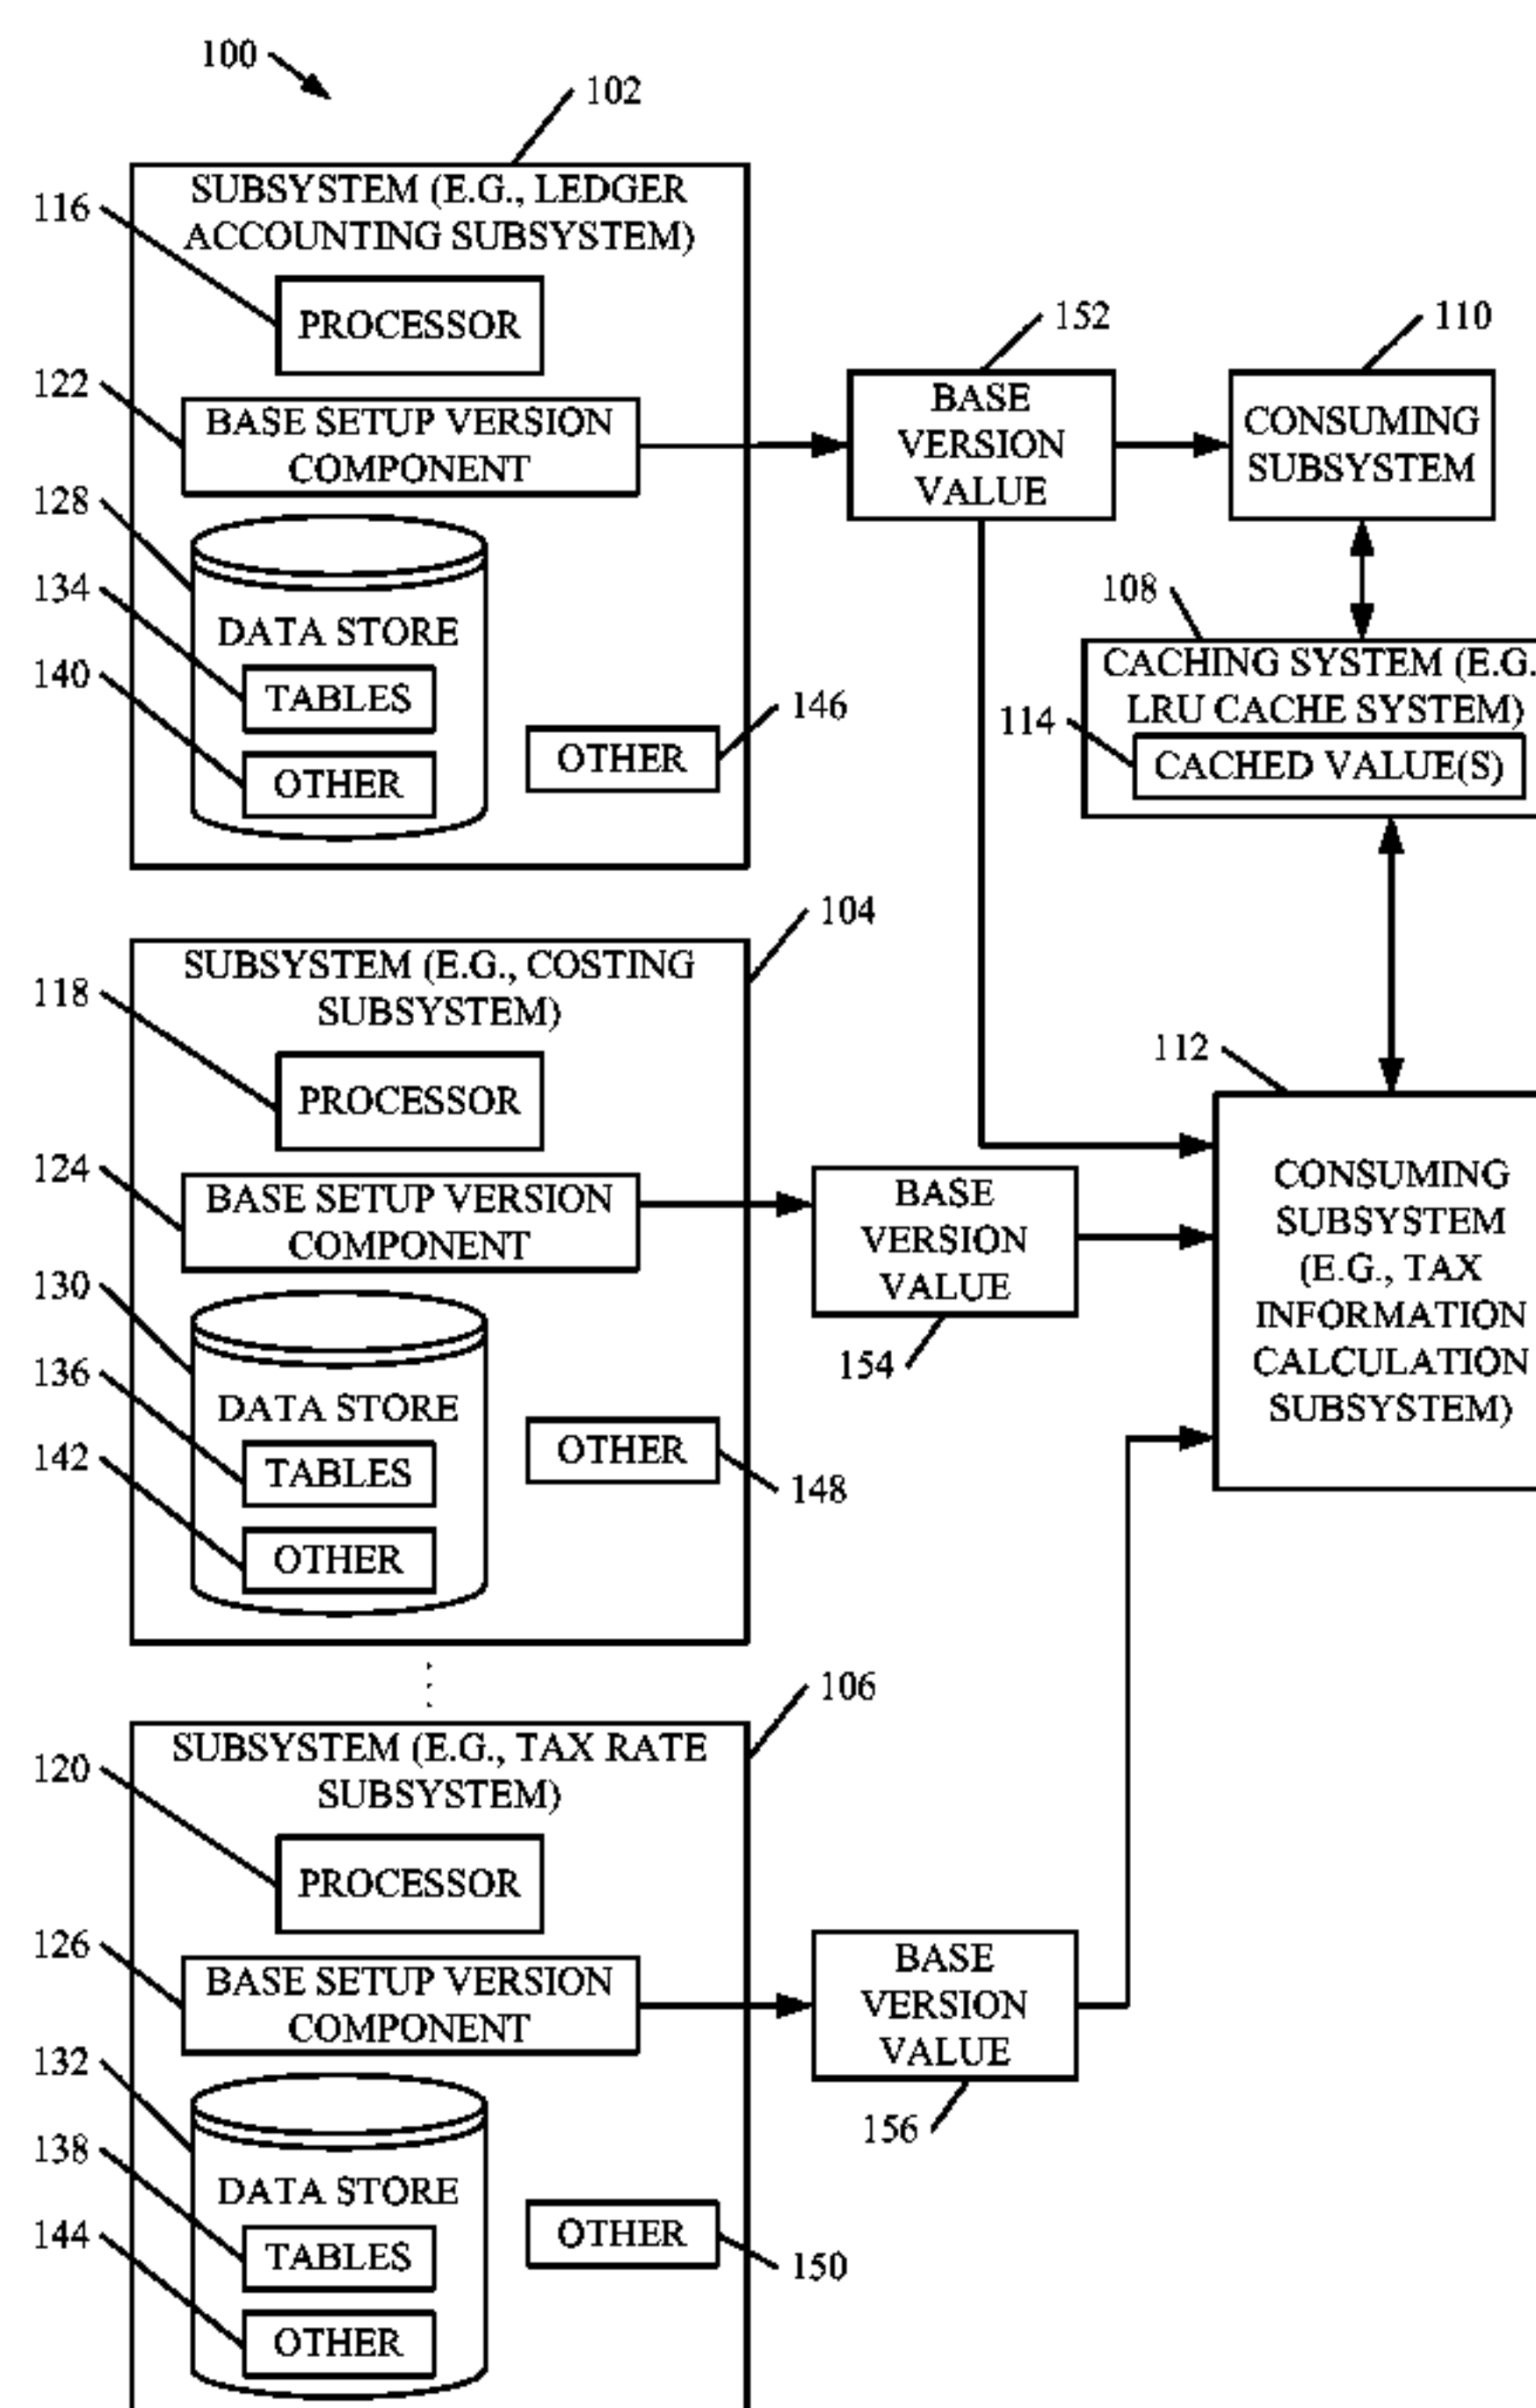 100
102
SUBSYSTEM (E.G., LEDGER
ACCOUNTING SUBSYSTEM)
116
PROCESSOR
122
BASE SETUP VERSION
COMPONENT
128
DATA STORE
134
TABLES
140
OTHER
146
OTHER
152
BASE
VERSION
VALUE
110
CONSUMING
SUBSYSTEM
108
CACHING SYSTEM (E.G.
LRU CACHE SYSTEM)
114
CACHED VALUE(S)
104
SUBSYSTEM (E.G., COSTING
SUBSYSTEM)
118
PROCESSOR
124
BASE SETUP VERSION
COMPONENT
130
DATA STORE
136
TABLES
142
OTHER
148
OTHER
BASE
VERSION
VALUE
154
112
CONSUMING
SUBSYSTEM
(E.G., TAX
INFORMATION
CALCULATION
SUBSYSTEM)
106
SUBSYSTEM (E.G., TAX RATE
SUBSYSTEM)
120
PROCESSOR
126
BASE SETUP VERSION
COMPONENT
132
DATA STORE
138
TABLES
144
OTHER
150
OTHER
BASE
VERSION
VALUE
156